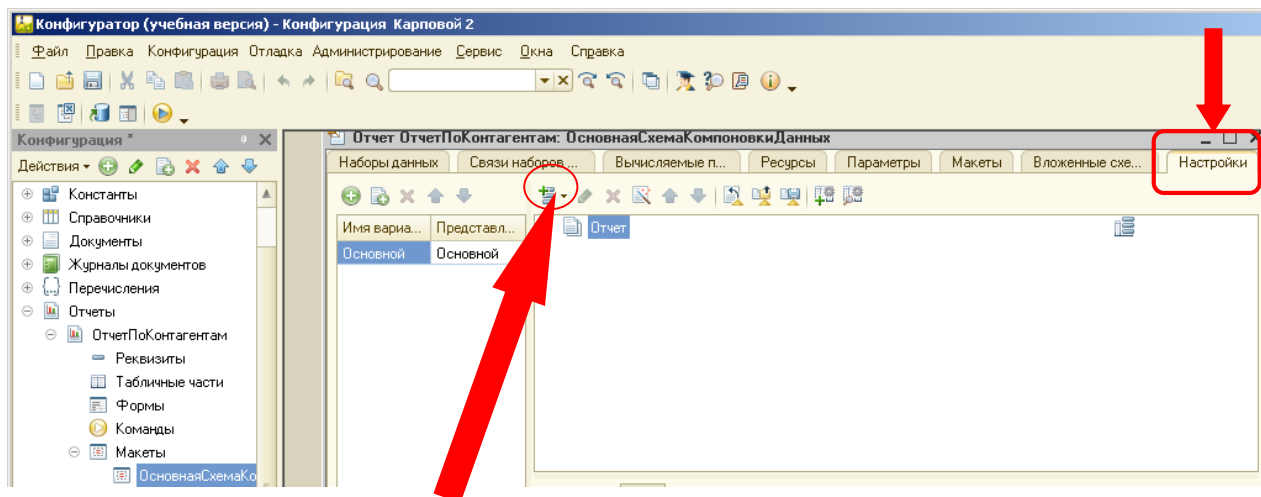 Конфигуратор (учебная версия) - Конфигурация Карповой 2
Файл Правка Конфигурация Отладка Администрирование Сервис Окна Справка
Конфигурация *
Отчет ОтчетПоКонтагентам: ОсновнаяСхемаКомпоновкиДанных
Действия
Наборы данных Связи наборов ... Вычисляемые п... Ресурсы Параметры Макеты Вложенные схе... Настройки
Константы
Справочники
Документы
Журналы документов
Перечисления
Отчеты
ОтчетПоКонтагентам
Реквизиты
Табличные части
Формы
Команды
Макеты
ОсновнаяСхемаКо
Имя вариа... Представл...
Основной Основной
Отчет